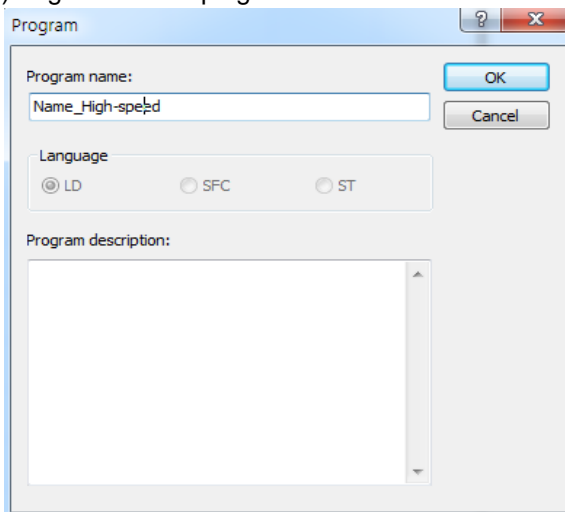 Program
Program name:
OK
Name_High-speed
Cancel
Language
LD
SFC
ST
Program description: